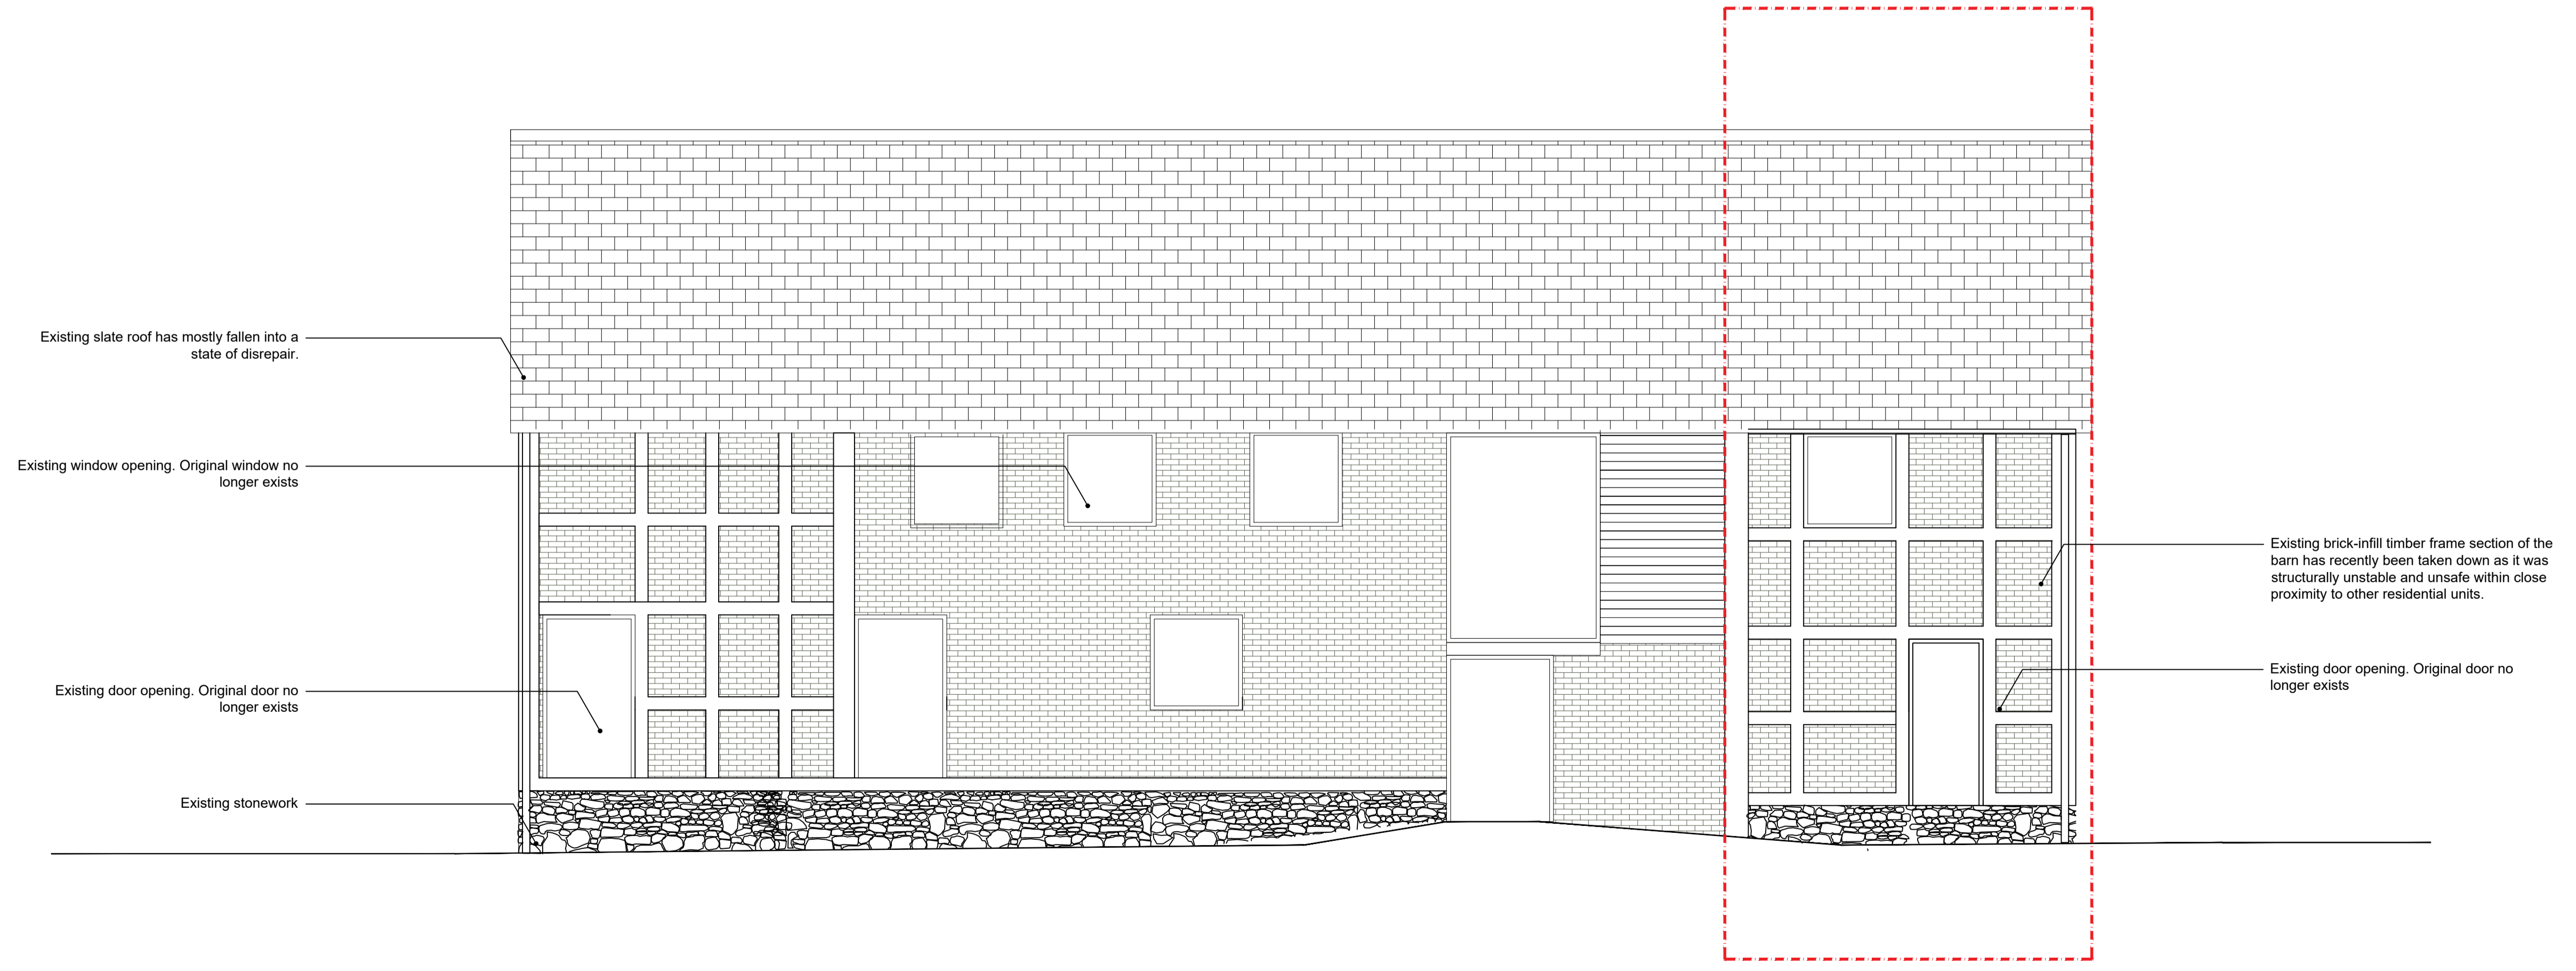 Existing slate roof has mostly fallen into a
state of disrepair.
Existing window opening. Original window no
longer exists
Existing door opening. Original door no
longer exists
Existing stonework
Existing brick-infill timber frame section of the
barn has recently been taken down as it was
structurally unstable and unsafe within close
proximity to other residential units.
Existing door opening. Original door no
longer exists